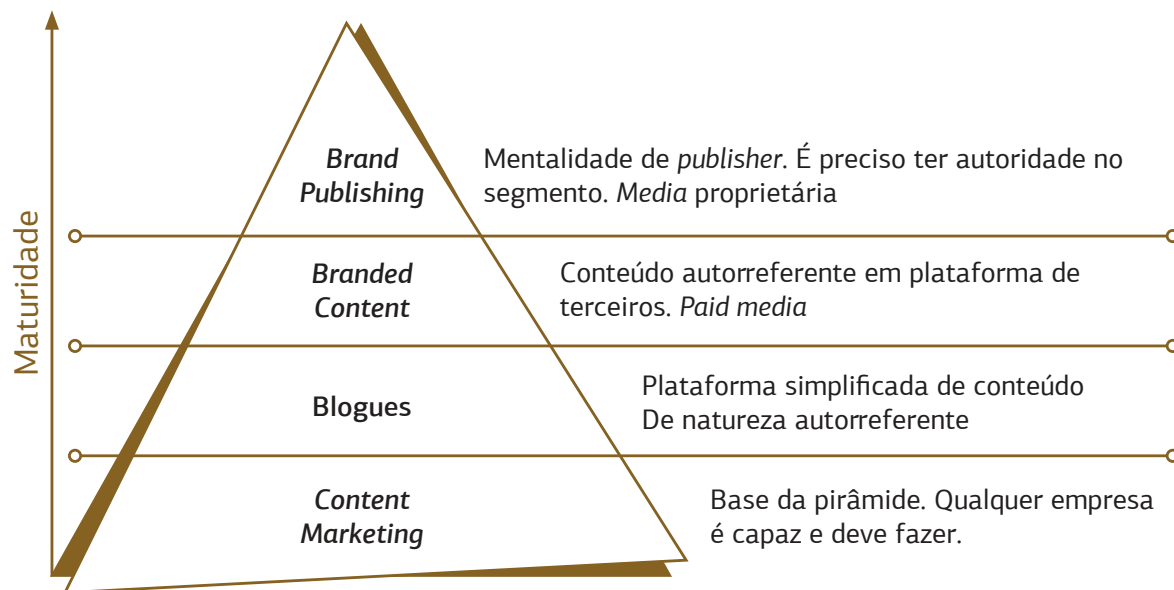 Maturidade
Brand
Publishing
Mentalidade de publisher. É preciso ter autoridade no
segmento. Media proprietária
Branded
Content
Conteúdo autorreferente em plataforma de
terceiros. Paid media
Blogues
Plataforma simplificada de conteúdo
De natureza autorreferente
Content
Marketing
Base da pirâmide. Qualquer empresa
é capaz e deve fazer.